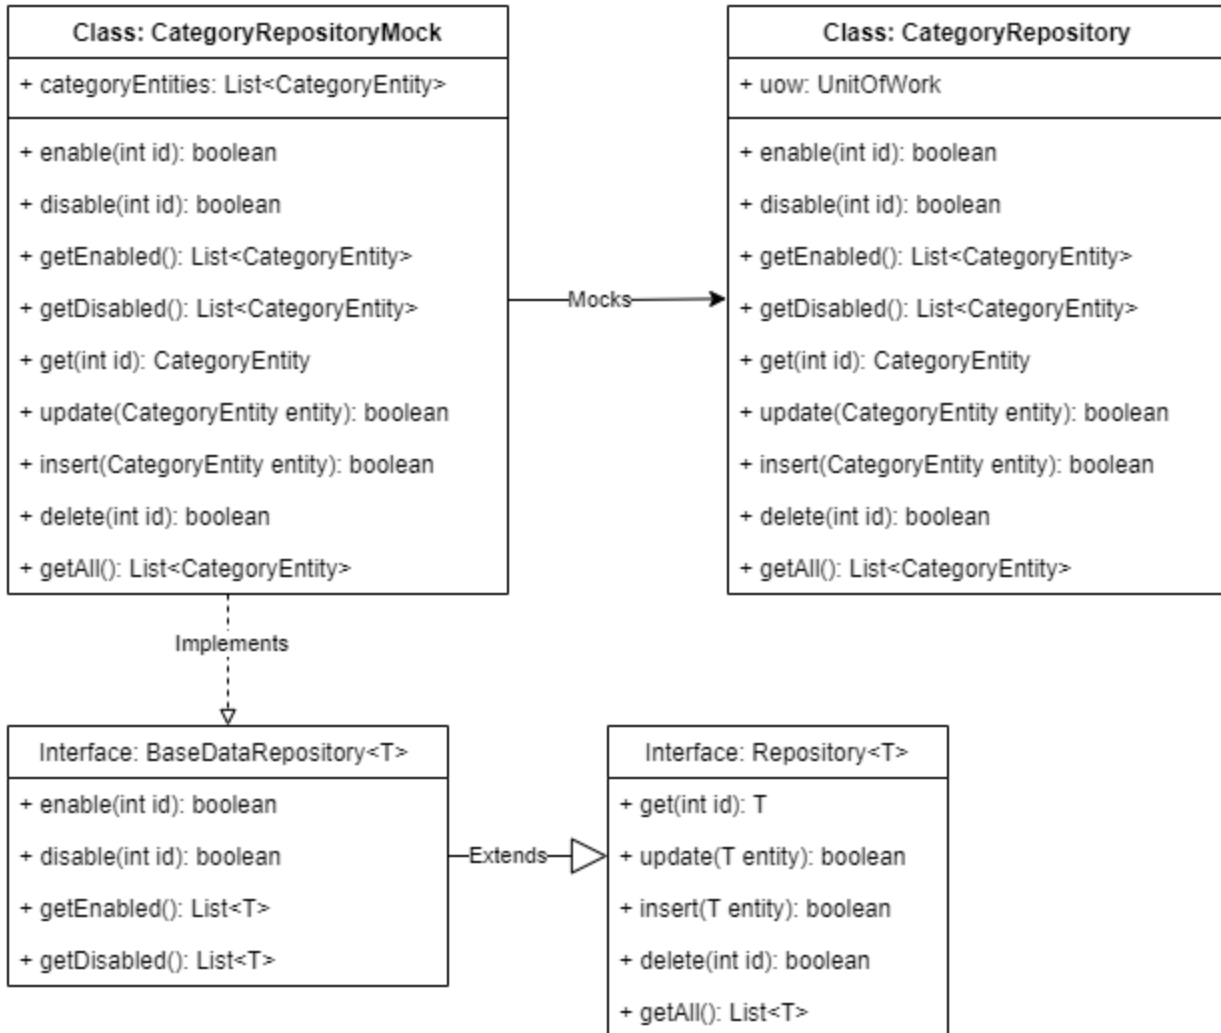 Class: CategoryRepositoryMock
+ categoryEntities: List<CategoryEntity>
+ enable(int id): boolean
+ disable(int id): boolean
+ getEnabled(): List<CategoryEntity>
+ getDisabled(): List<CategoryEntity>
+ get(int id): CategoryEntity
+ update(CategoryEntity entity): boolean
+ insert(CategoryEntity entity): boolean
+ delete(int id): boolean
+ getAll(): List<CategoryEntity>
Mocks
Class: CategoryRepository
+ uow: UnitOfWork
+ enable(int id): boolean
+ disable(int id): boolean
+ getEnabled(): List<CategoryEntity>
+ getDisabled(): List<CategoryEntity>
+ get(int id): CategoryEntity
+ update(CategoryEntity entity): boolean
+ insert(CategoryEntity entity): boolean
+ delete(int id): boolean
+ getAll(): List<CategoryEntity>
Implements
Interface: BaseDataRepository<T>
+ enable(int id): boolean
+ disable(int id): boolean
+ getEnabled(): List<T>
+ getDisabled(): List<T>
Extends
Interface: Repository<T>
+ get(int id): T
+ update(T entity): boolean
+ insert(T entity): boolean
+ delete(int id): boolean
+ getAll(): List<T>